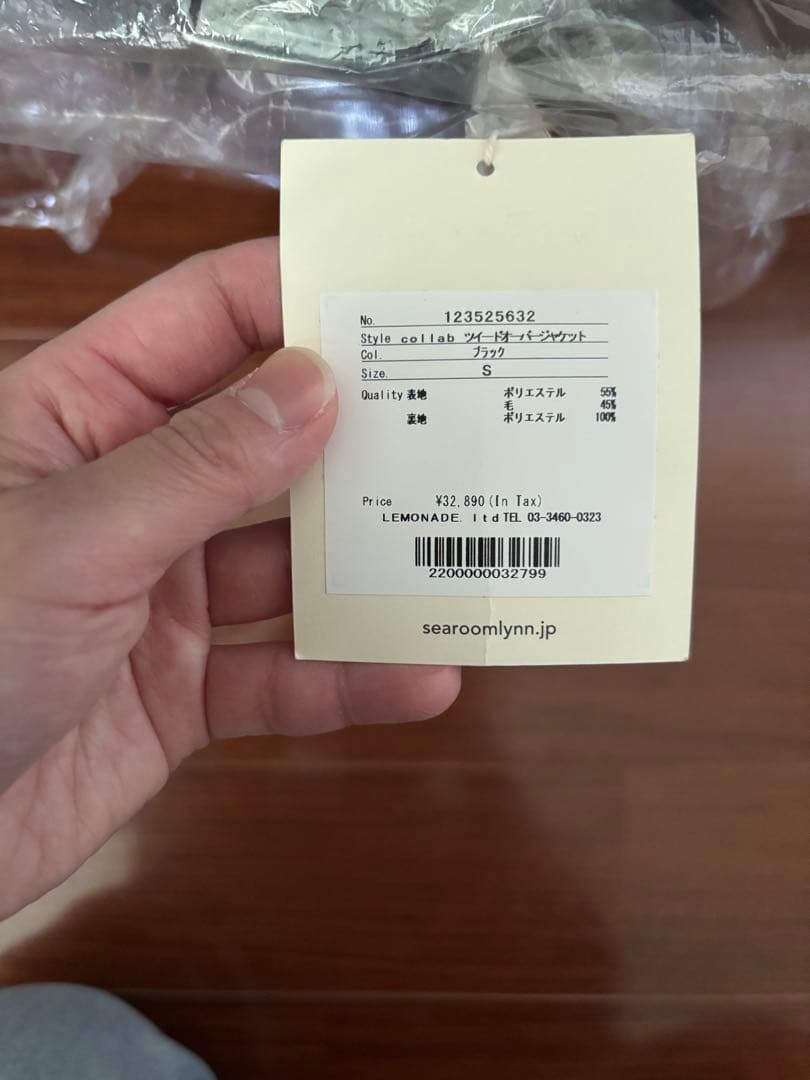 No. 123525632
Style collab ツイードオーバージャケット
Col. ブラック
Size. S
Quality 表地 ポリエステル 55%
毛 45%
裏地 ポリエステル 100%
Price ¥32,890(In Tax)
LEMONADE. ltd TEL 03-3460-0323
2200000032799
searoomlynn.jp